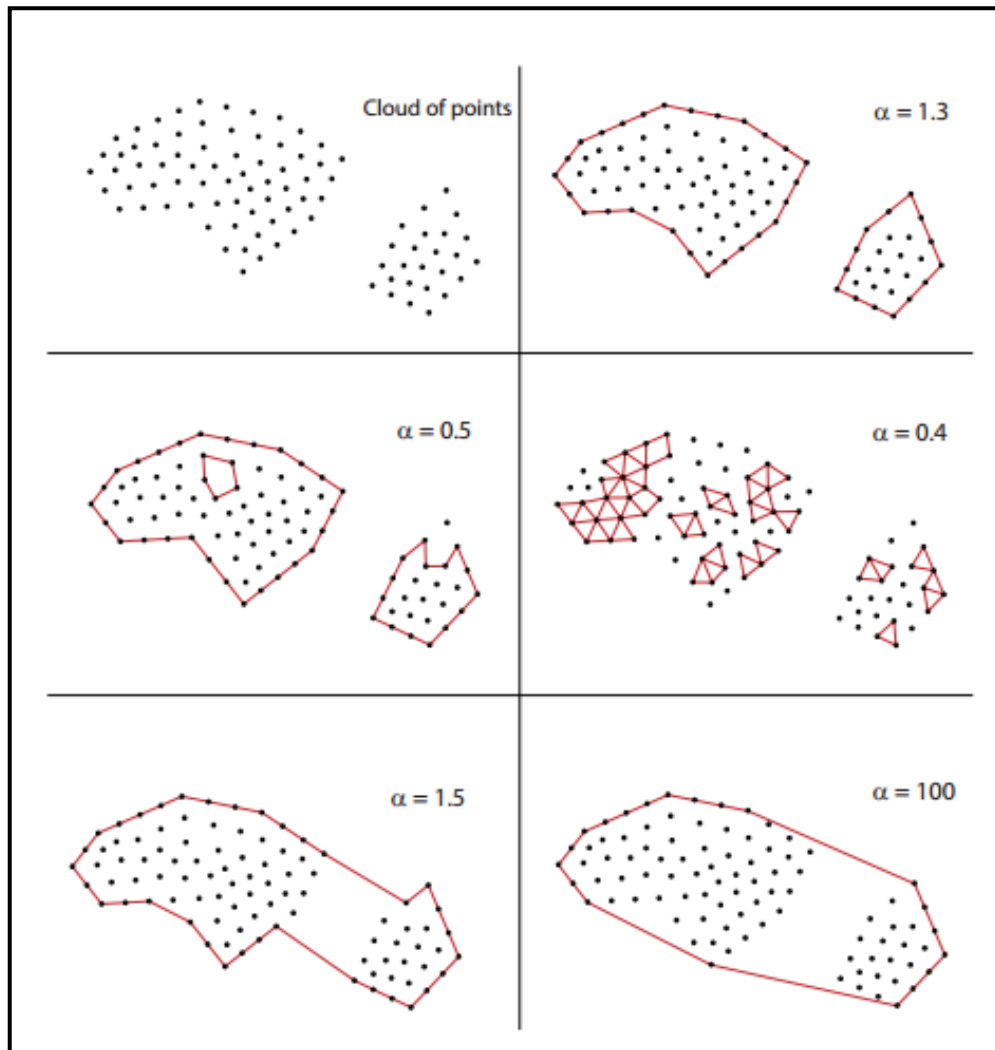 Cloud of points
α = 1.3
α = 0.5
α = 0.4
α = 1.5
α = 100